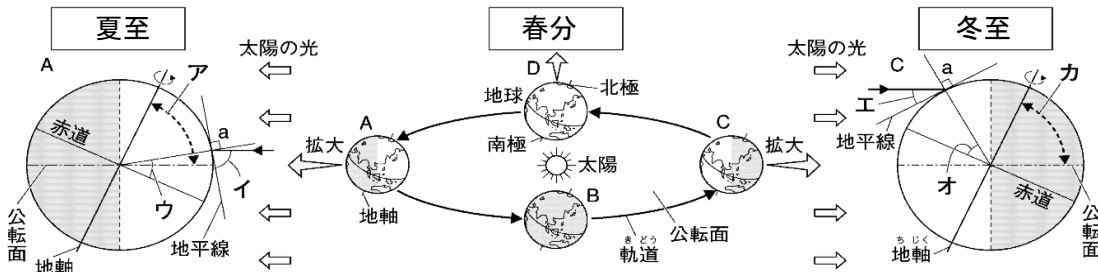 夏至
A
ア
赤道
a
イ
ウ
公転面
地軸
地平線
太陽の光
春分
D
北極
地球
南極
A
拡大
地軸
太陽
B
C
拡大
公転面
きどう
軌道
太陽の光
冬至
C
a
エ
地平線
カ
オ
赤道
ちじく
地軸
公転面